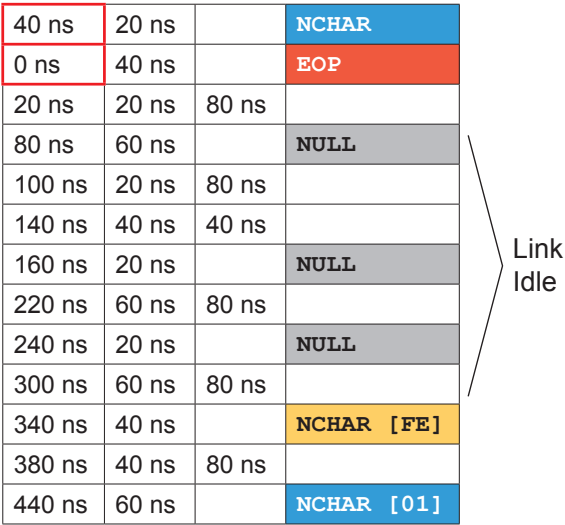 40 ns 20 ns NCHAR
0 ns 40 ns EOP
20 ns 20 ns 80 ns
80 ns 60 ns NULL
100 ns 20 ns 80 ns
140 ns 40 ns 40 ns
160 ns 20 ns NULL
220 ns 60 ns 80 ns
240 ns 20 ns NULL
300 ns 60 ns 80 ns
340 ns 40 ns NCHAR [FE]
380 ns 40 ns 80 ns
440 ns 60 ns NCHAR [01]
Link
Idle